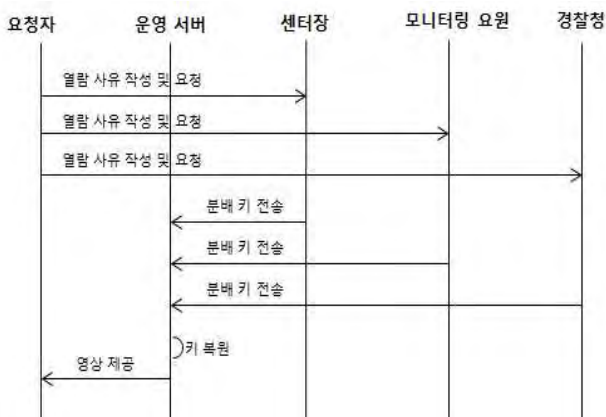 요청자 운영 서버 센터장 모니터링 요원 경찰청
열람 사유 작성 및 요청
열람 사유 작성 및 요청
열람 사유 작성 및 요청
분배 키 전송
분배 키 전송
분배 키 전송
키 복원
영상 제공